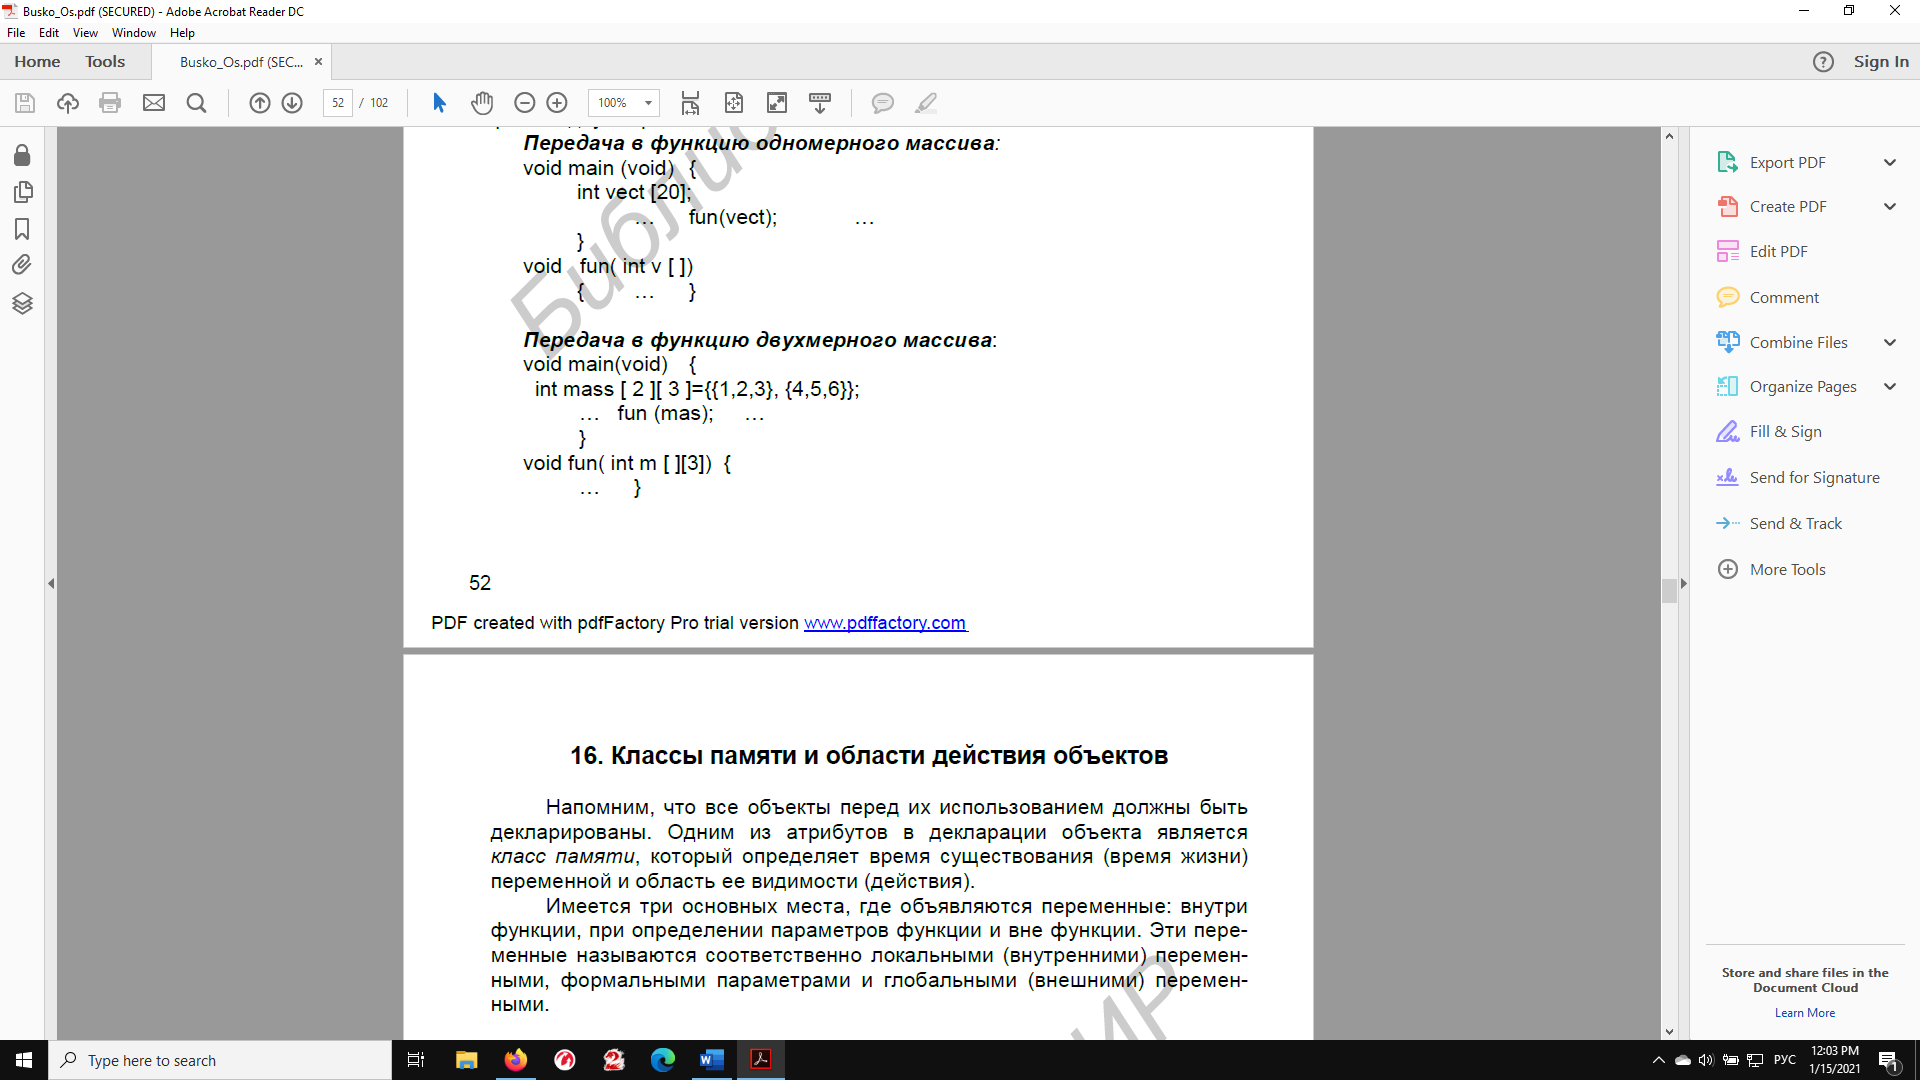 Busko_Os.pdf (SECURED) - Adobe Acrobat Reader DC
File Edit View Window Help
Home Tools Busko_Os.pdf (SEC... × Sign In
52 / 102 100%
Передача в функцию одномерного массива:
void main (void) {
int vect [20];
… fun(vect); …
}
void fun( int v [ ])
{ … }
Передача в функцию двухмерного массива:
void main(void) {
int mass [ 2 ][ 3 ]={{1,2,3}, {4,5,6}};
… fun (mas); …
}
void fun( int m [ ][3]) {
… }
52
PDF created with pdfFactory Pro trial version www.pdffactory.com
16. Классы памяти и области действия объектов
Напомним, что все объекты перед их использованием должны быть
декларированы. Одним из атрибутов в декларации объекта является
класс памяти, который определяет время существования (время жизни)
переменной и область ее видимости (действия).
Имеется три основных места, где объявляются переменные: внутри
функции, при определении параметров функции и вне функции. Эти пере-
менные называются соответственно локальными (внутренними) перемен-
ными, формальными параметрами и глобальными (внешними) перемен-
ными.
Export PDF
Create PDF
Edit PDF
Comment
Combine Files
Organize Pages
Fill & Sign
Send for Signature
Send & Track
More Tools
Store and share files in the
Document Cloud
Learn More
Type here to search
РУС
12:03 PM
1/15/2021
1